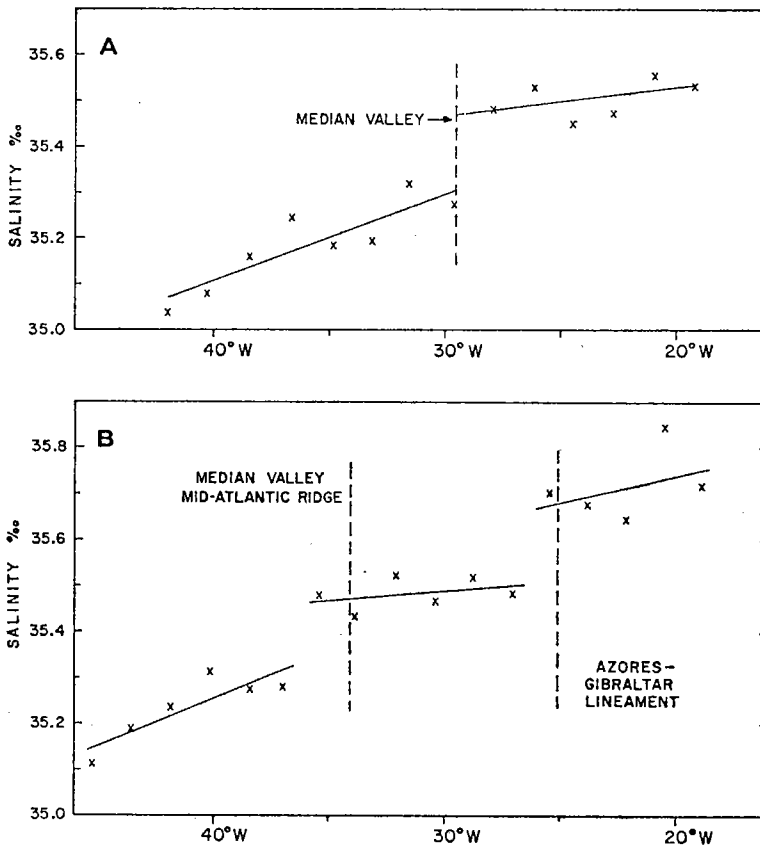 A
35.6
35.4
35.2
35.0
SALINITY ‰
MEDIAN VALLEY
40°W
30°W
20°W
B
35.8
35.6
35.4
35.2
35.0
SALINITY ‰
MEDIAN VALLEY
MID-ATLANTIC RIDGE
AZORES–
GIBRALTAR
LINEAMENT
40°W
30°W
20°W